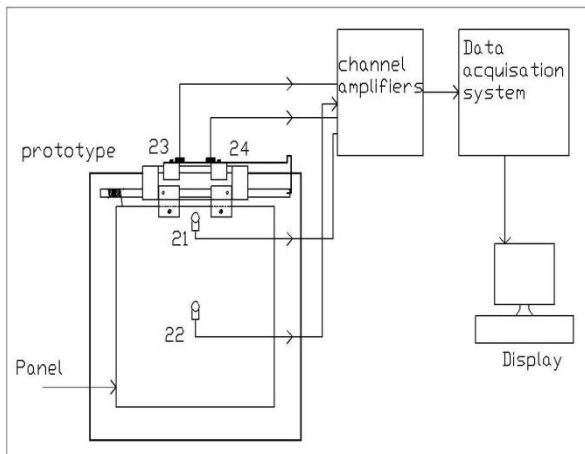 channel
amplifiers
Data
acquisation
system
23
24
prototype
21
22
Panel
Display